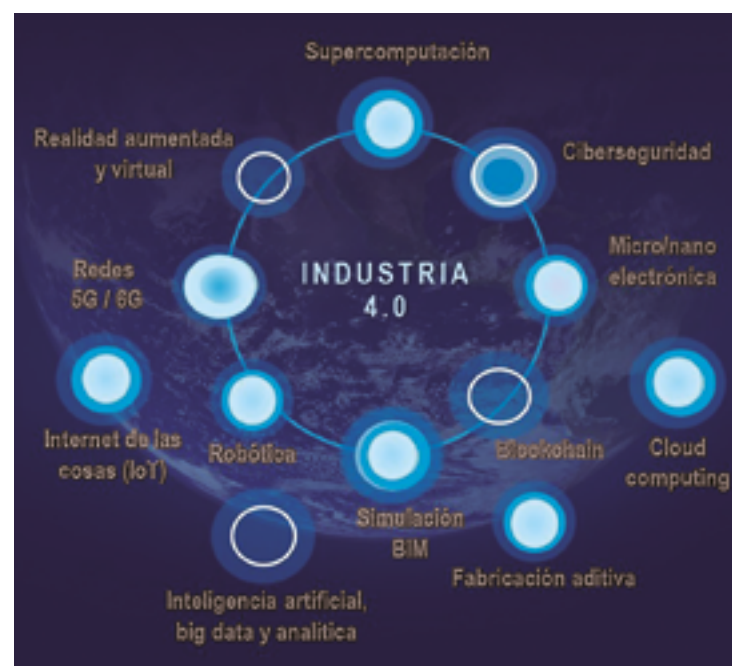 Supercomputación
Realidad aumentada
y virtual
Ciberseguridad
Redes
5G / 6G
INDUSTRIA
4.0
Micro/nano
electrónica
Internet de las
cosas (IoT)
Robótica
Blockchain
Cloud
computing
Simulación
BIM
Fabricación aditiva
Inteligencia artificial,
big data y analítica